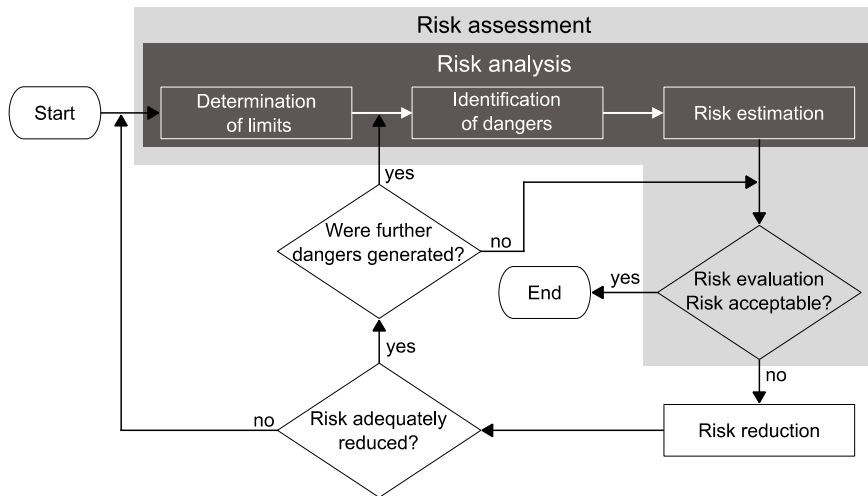 Risk assessment
Risk analysis
Start
Determination
of limits
Identification
of dangers
Risk estimation
yes
Were further
dangers generated?
no
Risk evaluation
Risk acceptable?
yes
End
yes
no
Risk adequately
reduced?
no
Risk reduction